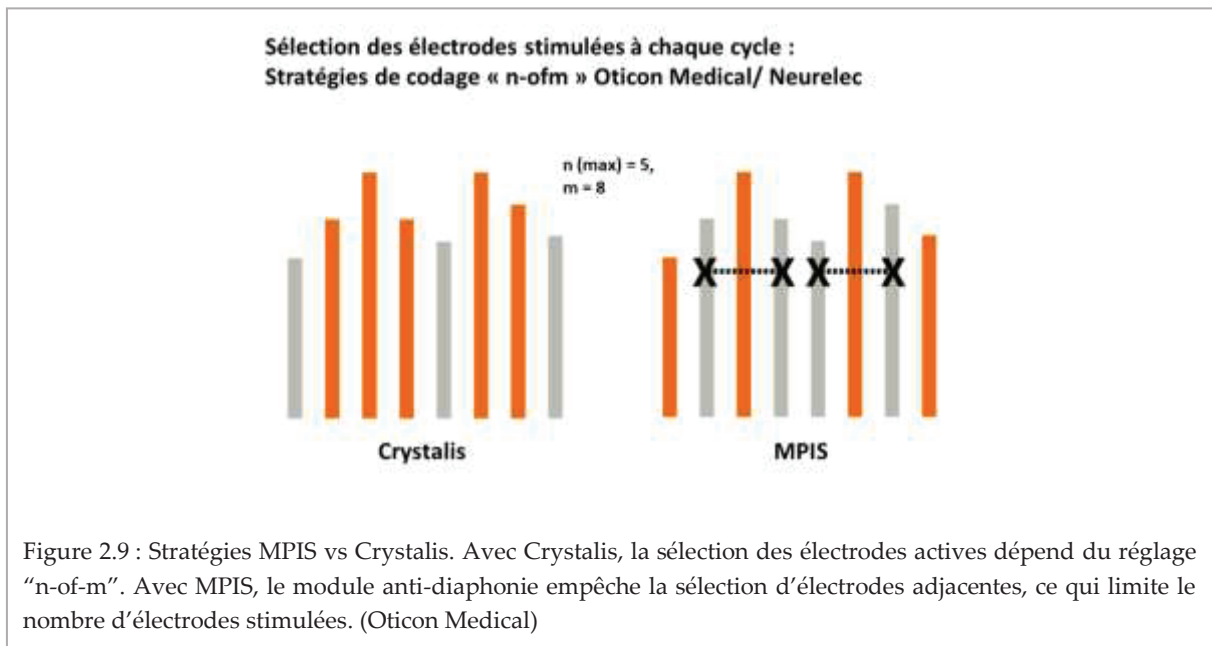 Sélection des électrodes stimulées à chaque cycle :
Stratégies de codage « n-ofm » Oticon Medical/ Neurelec
n (max) = 5,
m = 8
X X X X
Crystalis MPIS
Figure 2.9 : Stratégies MPIS vs Crystalis. Avec Crystalis, la sélection des électrodes actives dépend du réglage
“n-of-m”. Avec MPIS, le module anti-diaphonie empêche la sélection d’électrodes adjacentes, ce qui limite le
nombre d’électrodes stimulées. (Oticon Medical)